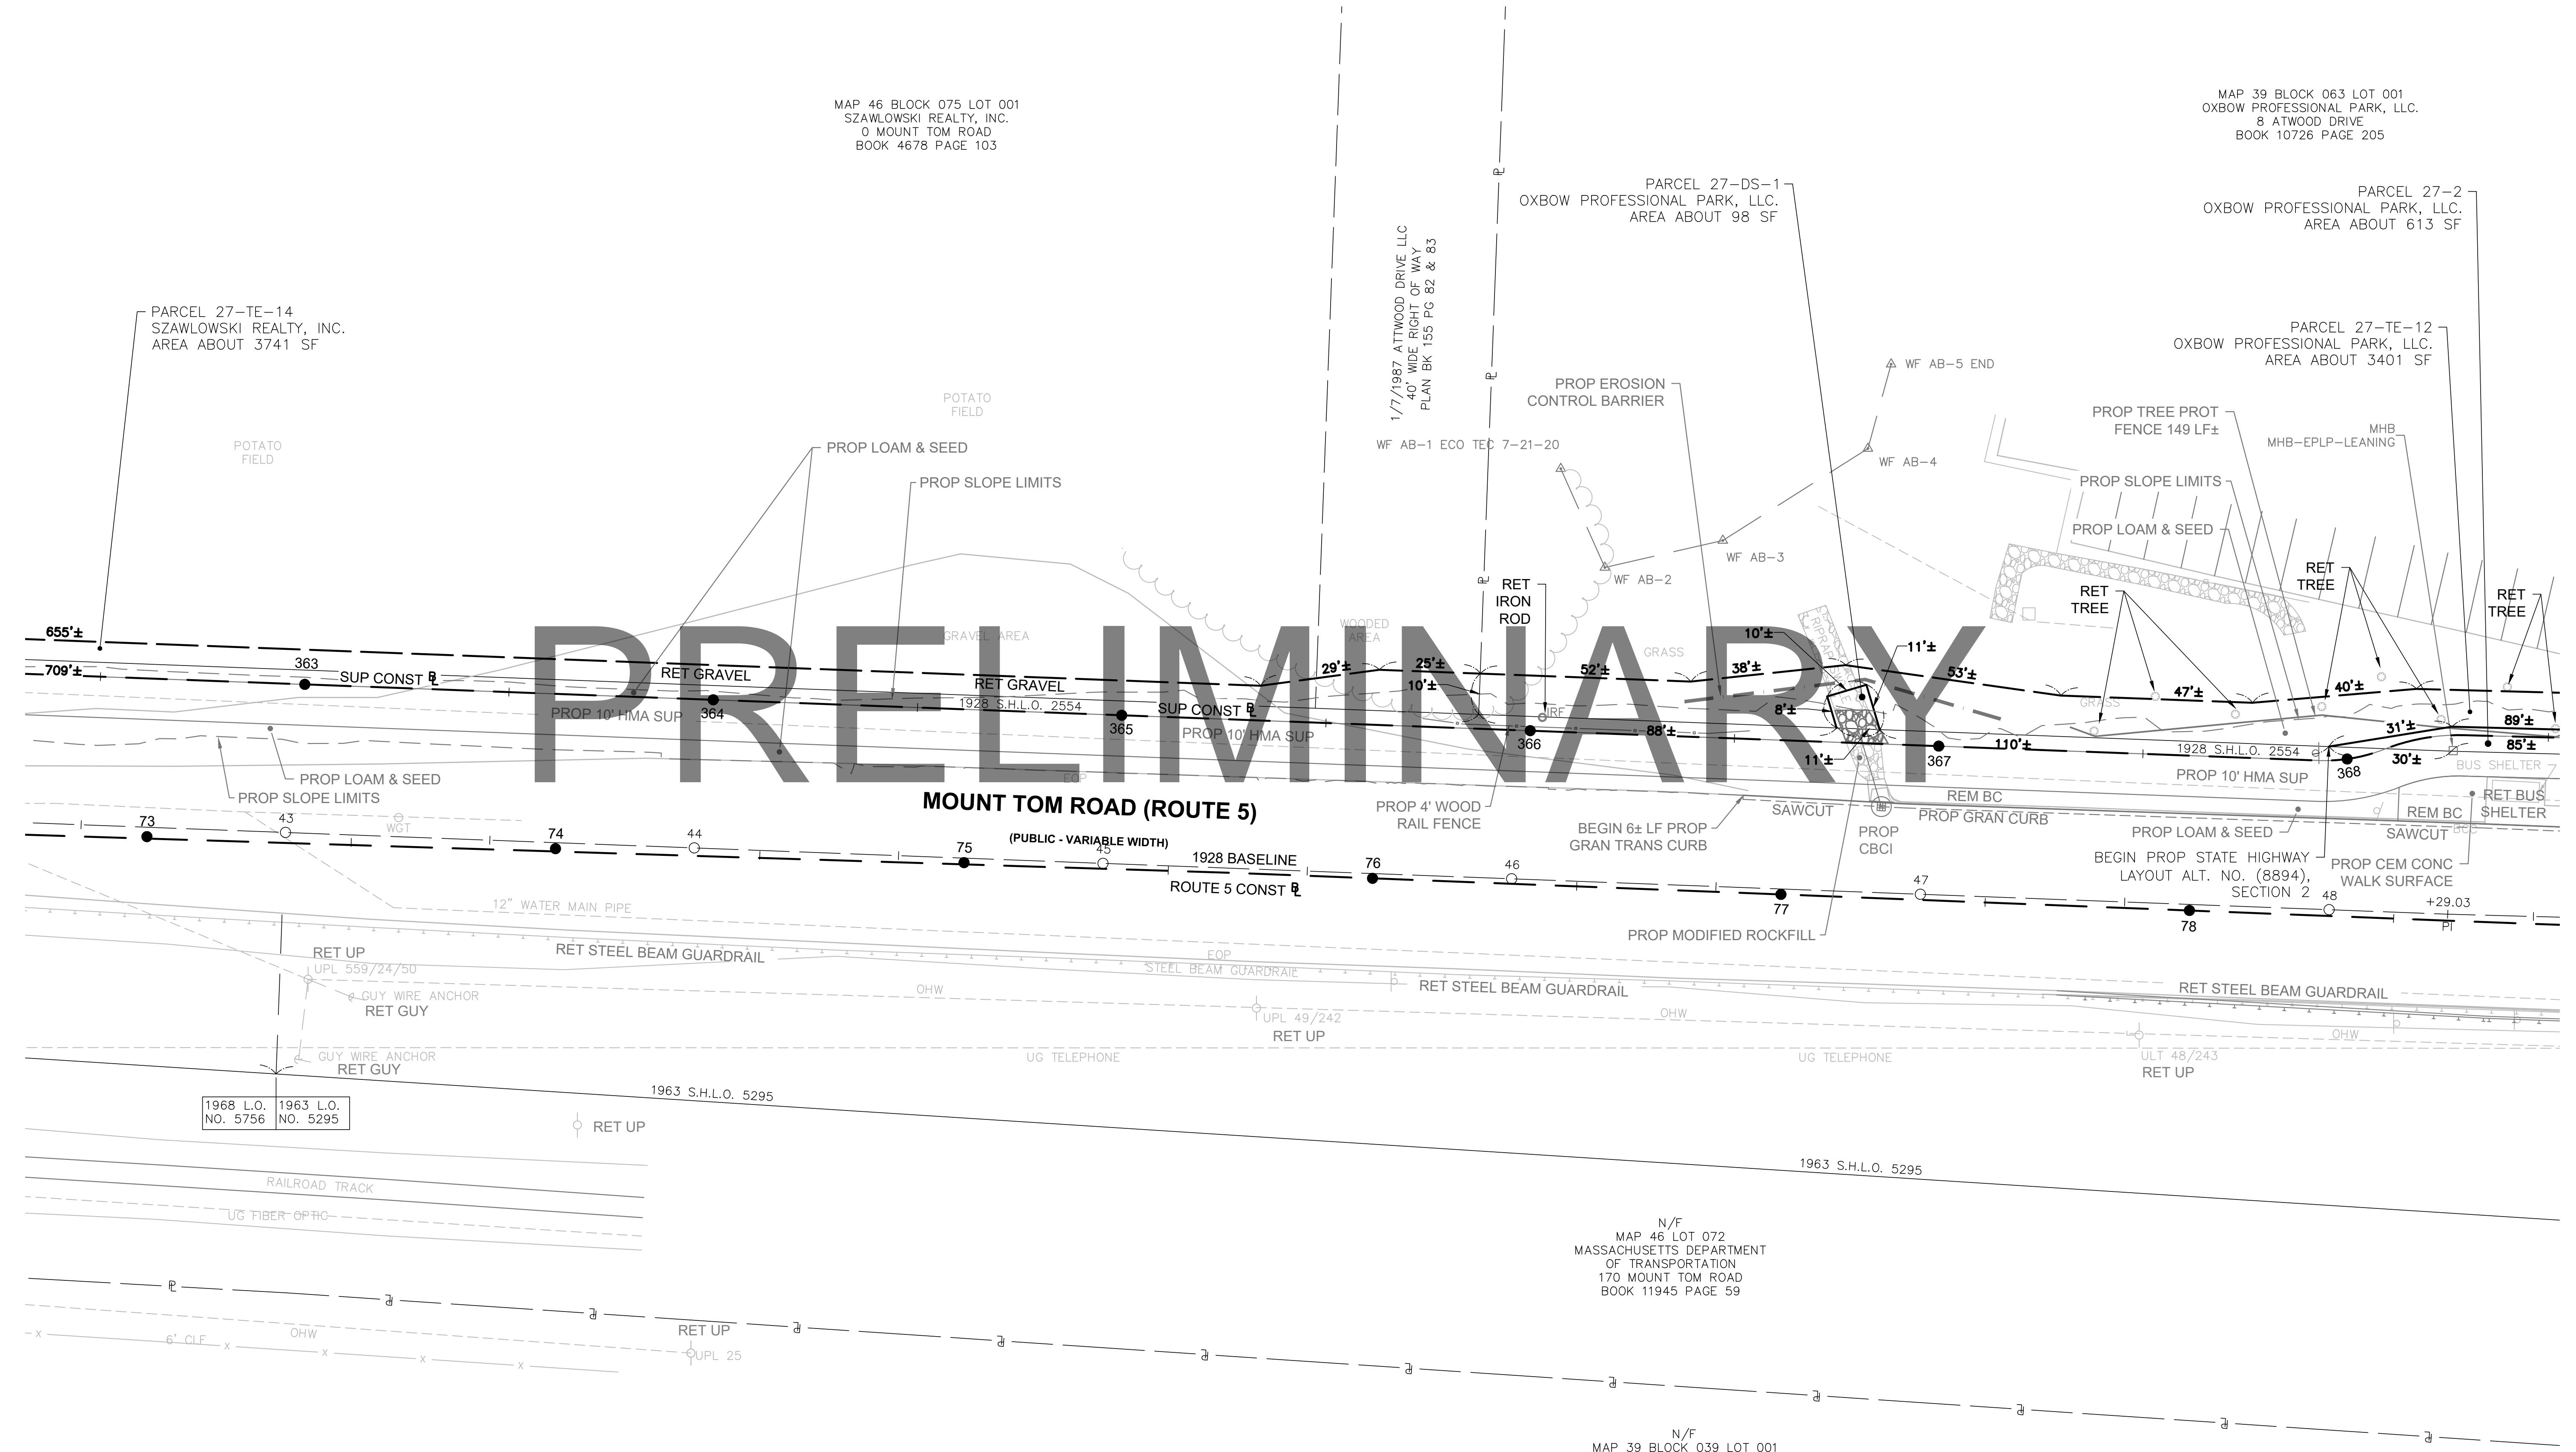 MAP 46 BLOCK 075 LOT 001
SZAWLOWSKI REALTY, INC.
0 MOUNT TOM ROAD
BOOK 4678 PAGE 103
MAP 39 BLOCK 063 LOT 001
OXBOW PROFESSIONAL PARK, LLC.
8 ATWOOD DRIVE
BOOK 10726 PAGE 205
PARCEL 27-DS-1
OXBOW PROFESSIONAL PARK, LLC.
AREA ABOUT 98 SF
PARCEL 27-2
OXBOW PROFESSIONAL PARK, LLC.
AREA ABOUT 613 SF
PARCEL 27-TE-14
SZAWLOWSKI REALTY, INC.
AREA ABOUT 3741 SF
PARCEL 27-TE-12
OXBOW PROFESSIONAL PARK, LLC.
AREA ABOUT 3401 SF
1/7/1987 ATTWOOD DRIVE LLC
40' WIDE RIGHT OF WAY
PLAN BK 155 PG 82 & 83
WF AB-5 END
PROP EROSION
CONTROL BARRIER
POTATO
FIELD
POTATO
FIELD
PROP LOAM & SEED
PROP SLOPE LIMITS
WF AB-1 ECO TEC 7-21-20
WF AB-4
WF AB-3
WF AB-2
PROP TREE PROT
FENCE 149 LF±
MHB
MHB-EPLP-LEANING
PROP SLOPE LIMITS
PROP LOAM & SEED
RET
TREE
RET
TREE
RET
TREE
RET
IRON
ROD
PRELIMINARY
GRAVEL AREA
WOODED
AREA
GRASS
GRASS
RIPRAP
655'±
709'±
363
SUP CONST BL
RET GRAVEL
RET GRAVEL
364
PROP 10' HMA SUP
1928 S.H.L.O. 2554
365
SUP CONST BL
PROP 10' HMA SUP
29'±
25'±
10'±
52'±
IRF
366
88'±
38'±
10'±
11'±
8'±
11'±
53'±
367
110'±
47'±
40'±
31'±
30'±
89'±
85'±
1928 S.H.L.O. 2554
368
PROP 10' HMA SUP
BUS SHELTER
RET BUS
SHELTER
PROP LOAM & SEED
PROP SLOPE LIMITS
WGT
EOP
MOUNT TOM ROAD (ROUTE 5)
(PUBLIC - VARIABLE WIDTH)
PROP 4' WOOD
RAIL FENCE
BEGIN 6± LF PROP
GRAN TRANS CURB
SAWCUT
PROP
CBCI
REM BC
PROP GRAN CURB
PROP LOAM & SEED
REM BC
SAWCUT
BEGIN PROP STATE HIGHWAY
LAYOUT ALT. NO. (8894),
SECTION 2
PROP CEM CONC
WALK SURFACE
73
43
74
44
75
45
1928 BASELINE
ROUTE 5 CONST BL
76
46
77
47
78
48
+29.03
PI
PROP MODIFIED ROCKFILL
12" WATER MAIN PIPE
RET UP
UPL 559/24/50
GUY WIRE ANCHOR
RET GUY
GUY WIRE ANCHOR
RET GUY
RET STEEL BEAM GUARDRAIL
OHW
EOP
STEEL BEAM GUARDRAIL
RET STEEL BEAM GUARDRAIL
RET STEEL BEAM GUARDRAIL
UPL 49/242
RET UP
OHW
OHW
UG TELEPHONE
UG TELEPHONE
ULT 48/243
RET UP
1968 L.O.
NO. 5756
1963 L.O.
NO. 5295
1963 S.H.L.O. 5295
1963 S.H.L.O. 5295
RET UP
RAILROAD TRACK
UG FIBER OPTIC
N/F
MAP 46 LOT 072
MASSACHUSETTS DEPARTMENT
OF TRANSPORTATION
170 MOUNT TOM ROAD
BOOK 11945 PAGE 59
6' CLF
OHW
RET UP
UPL 25
N/F
MAP 39 BLOCK 039 LOT 001